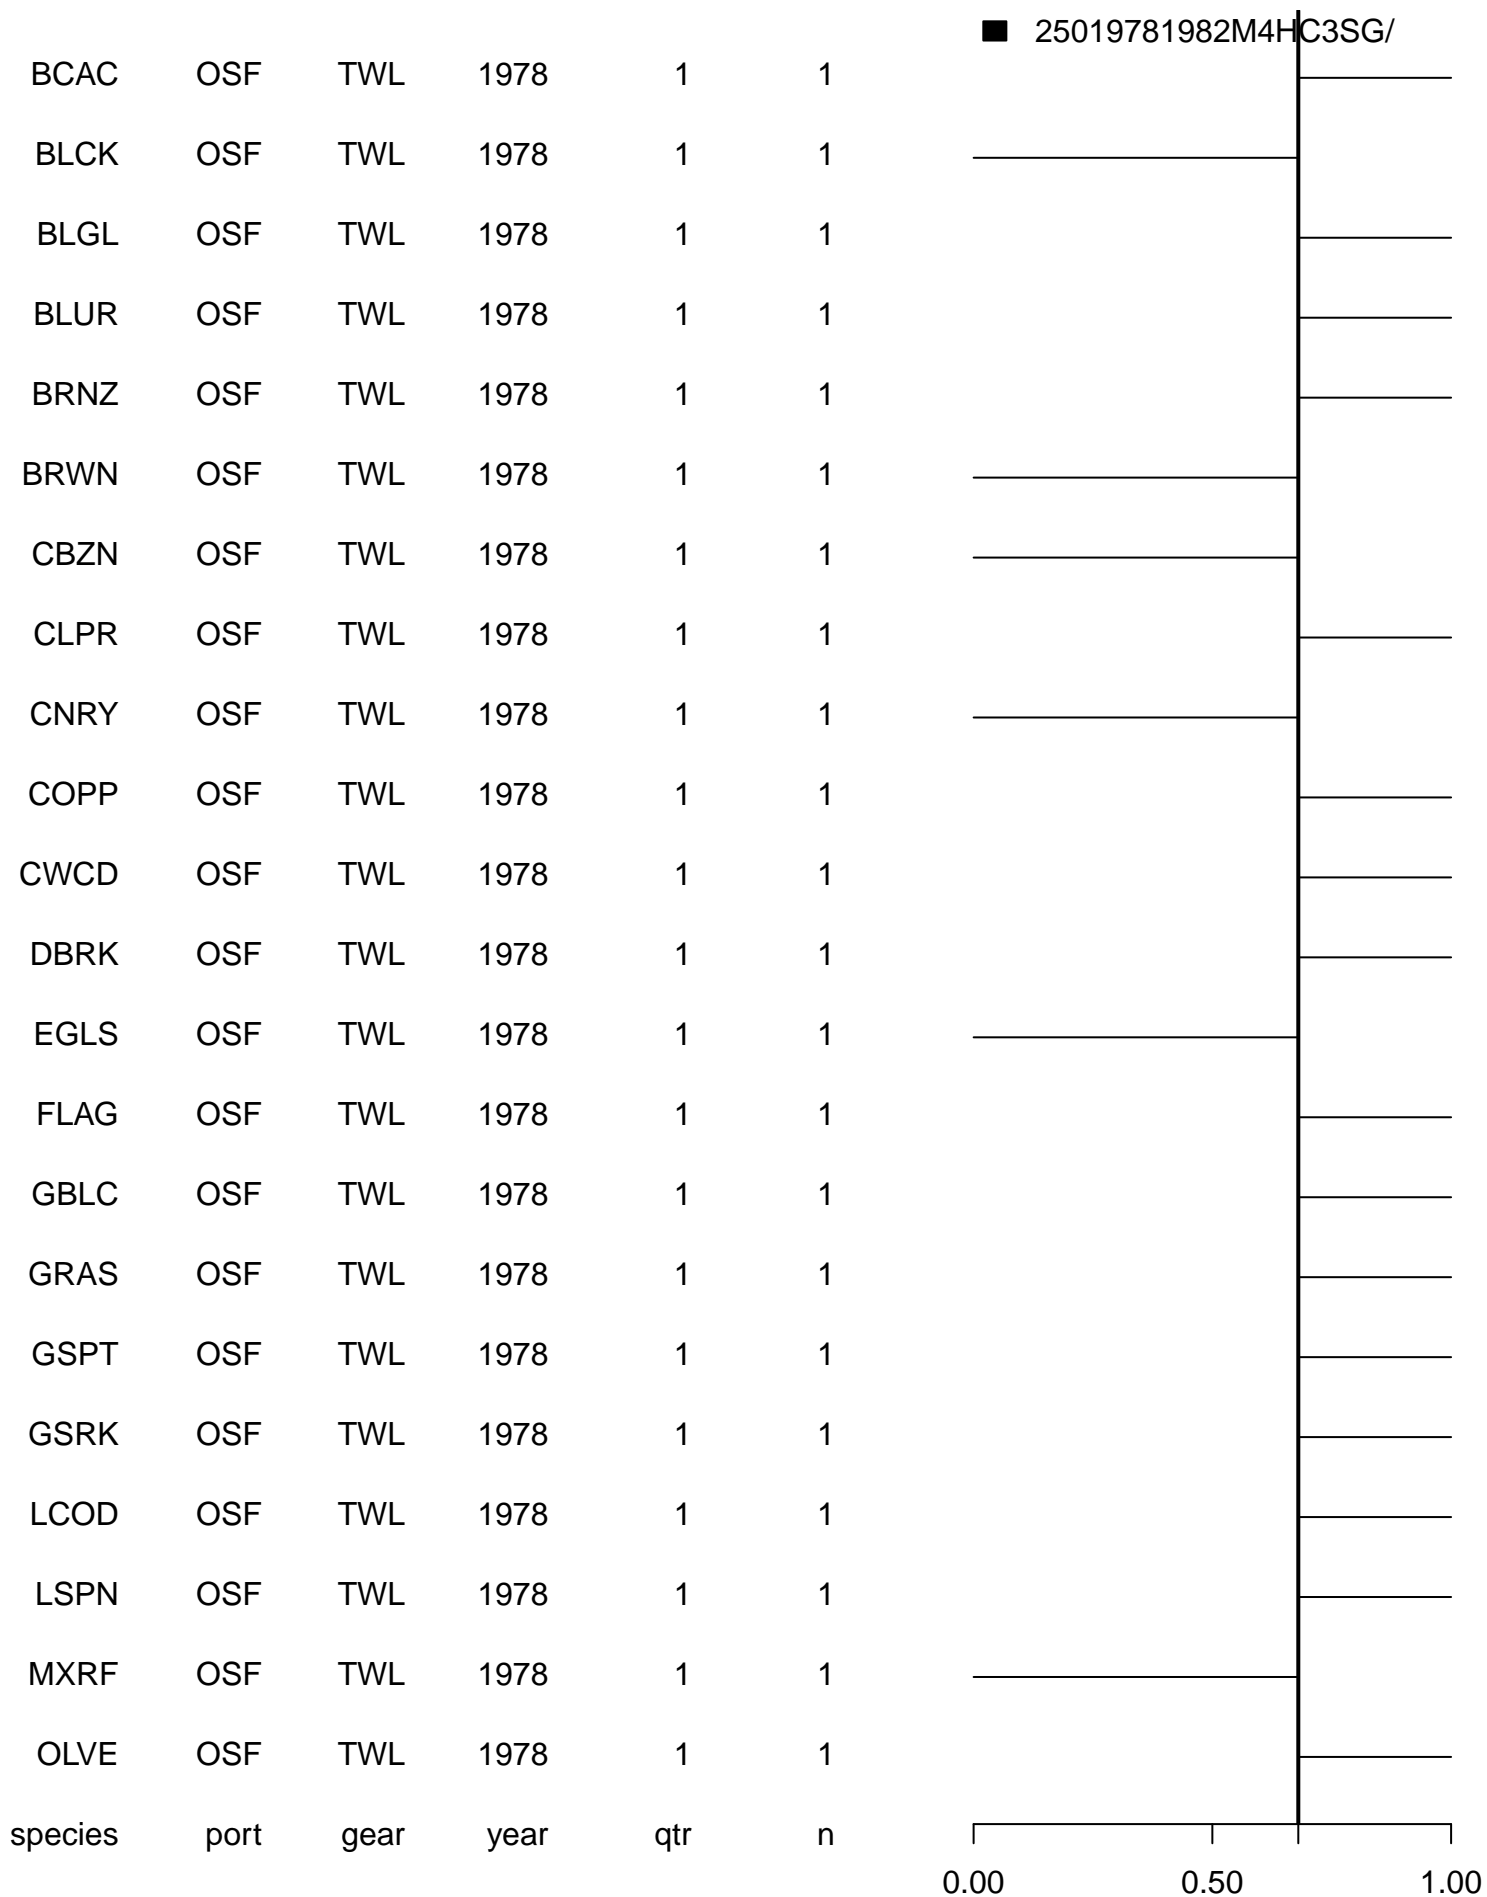 25019781982M4HC3SG/
BCAC OSF TWL 1978 1 1
BLCK OSF TWL 1978 1 1
BLGL OSF TWL 1978 1 1
BLUR OSF TWL 1978 1 1
BRNZ OSF TWL 1978 1 1
BRWN OSF TWL 1978 1 1
CBZN OSF TWL 1978 1 1
CLPR OSF TWL 1978 1 1
CNRY OSF TWL 1978 1 1
COPP OSF TWL 1978 1 1
CWCD OSF TWL 1978 1 1
DBRK OSF TWL 1978 1 1
EGLS OSF TWL 1978 1 1
FLAG OSF TWL 1978 1 1
GBLC OSF TWL 1978 1 1
GRAS OSF TWL 1978 1 1
GSPT OSF TWL 1978 1 1
GSRK OSF TWL 1978 1 1
LCOD OSF TWL 1978 1 1
LSPN OSF TWL 1978 1 1
MXRF OSF TWL 1978 1 1
OLVE OSF TWL 1978 1 1
species port gear year qtr n
0.00 0.50 1.00